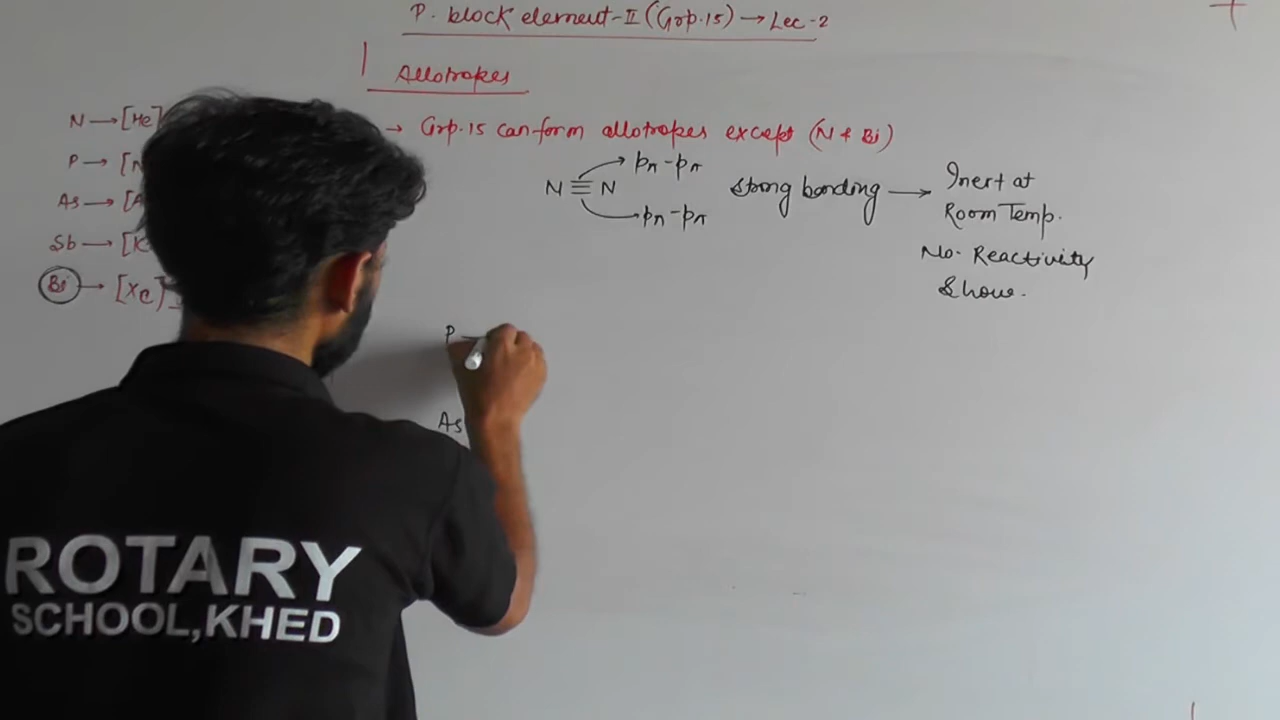 P. block element-II (Grp.15) → Lec-2
Allotropes
N → [He]
P → [N
As → [A
Sb → [K
Bi → [Xe]
→ Grp.15 can form allotropes except (N & Bi)
pπ-pπ
N≡N
pπ-pπ
Strong bonding → Inert at
Room Temp.
No. Reactivity
Show.
P
As
ROTARY
SCHOOL,KHED